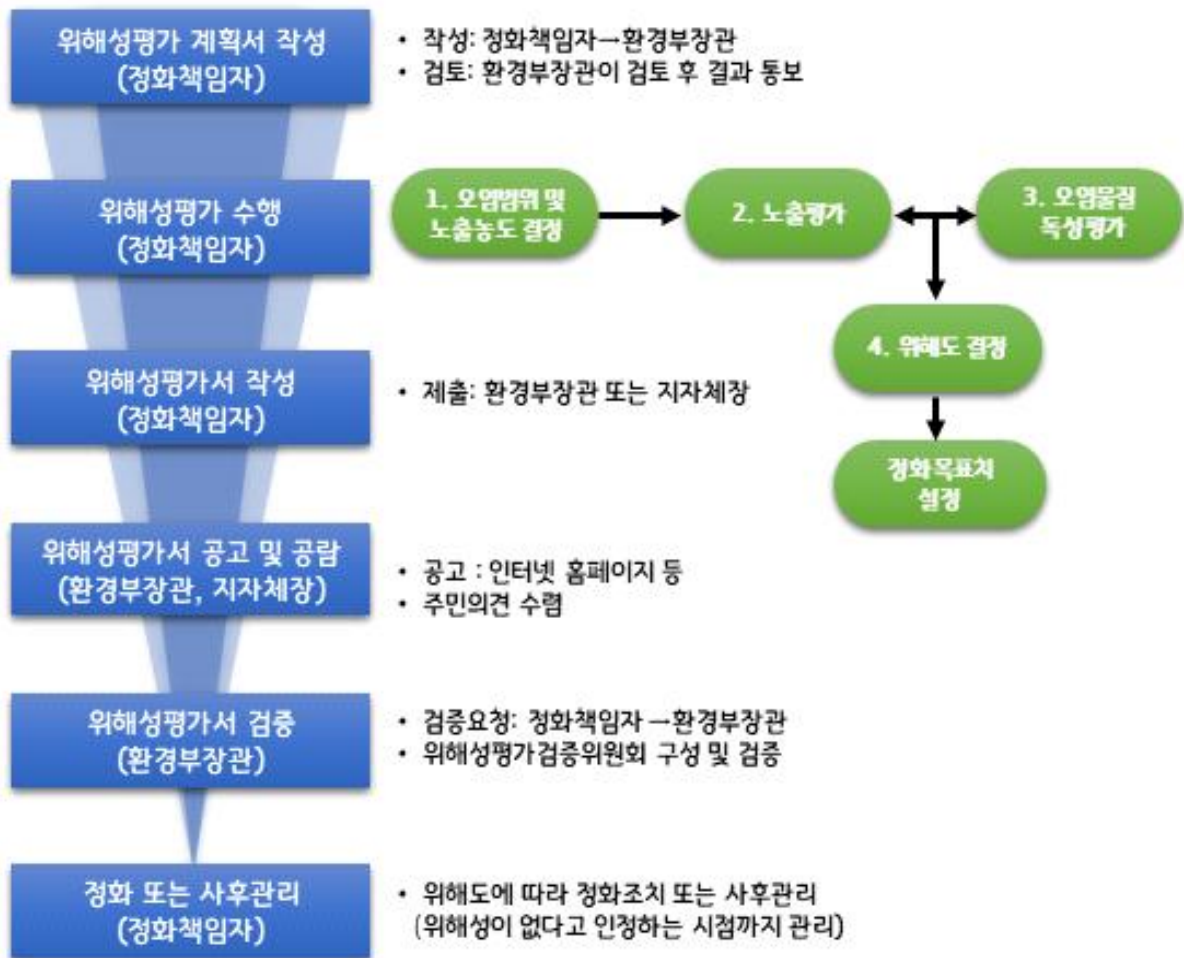 위해성평가 계획서 작성
(정화책임자)
• 작성: 정화책임자→환경부장관
• 검토: 환경부장관이 검토 후 결과 통보
위해성평가 수행
(정화책임자)
1. 오염범위 및
노출농도 결정
2. 노출평가
3. 오염물질
독성평가
4. 위해도 결정
정화목표치
설정
위해성평가서 작성
(정화책임자)
• 제출: 환경부장관 또는 지자체장
위해성평가서 공고 및 공람
(환경부장관, 지자체장)
• 공고 : 인터넷 홈페이지 등
• 주민의견 수렴
위해성평가서 검증
(환경부장관)
• 검증요청: 정화책임자→환경부장관
• 위해성평가검증위원회 구성 및 검증
정화 또는 사후관리
(정화책임자)
• 위해도에 따라 정화조치 또는 사후관리
(위해성이 없다고 인정하는 시점까지 관리)